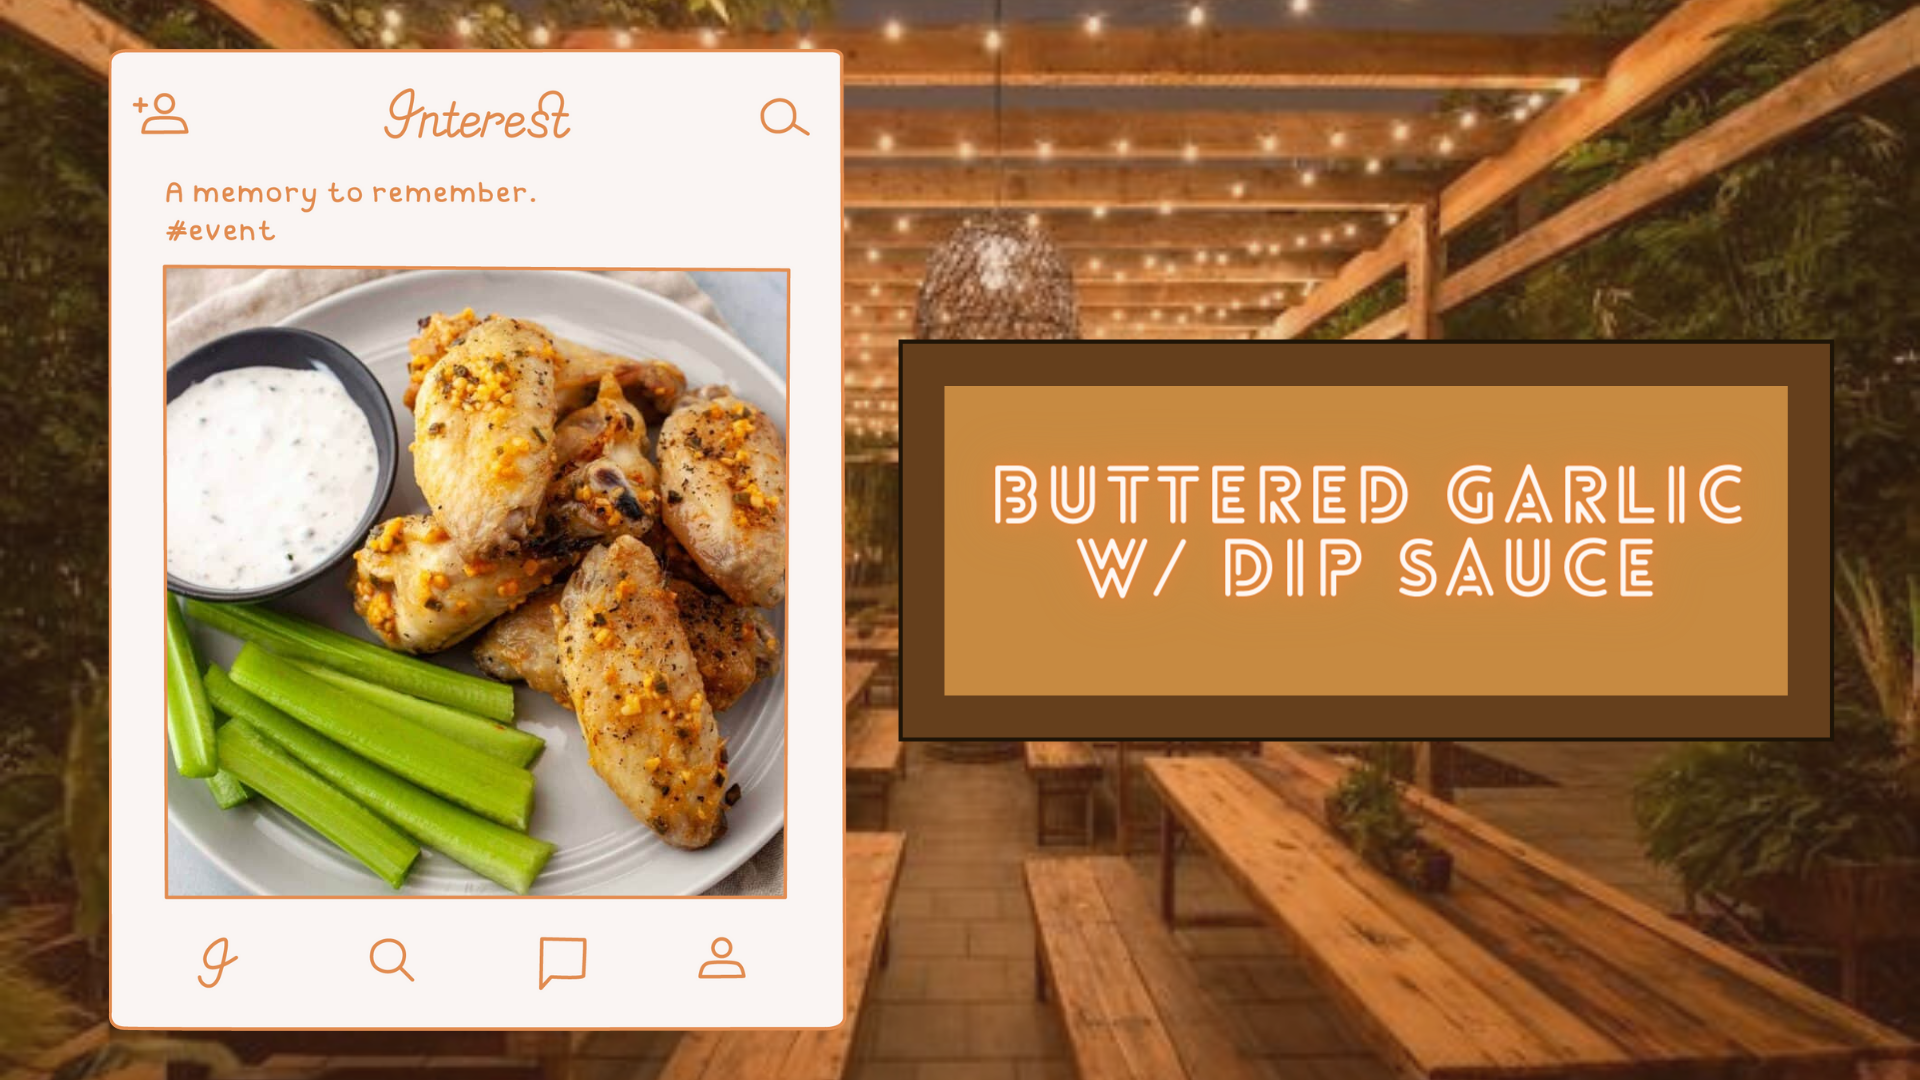 Interest
A memory to remember.
#event
BUTTERED GARLIC
W/ DIP SAUCE